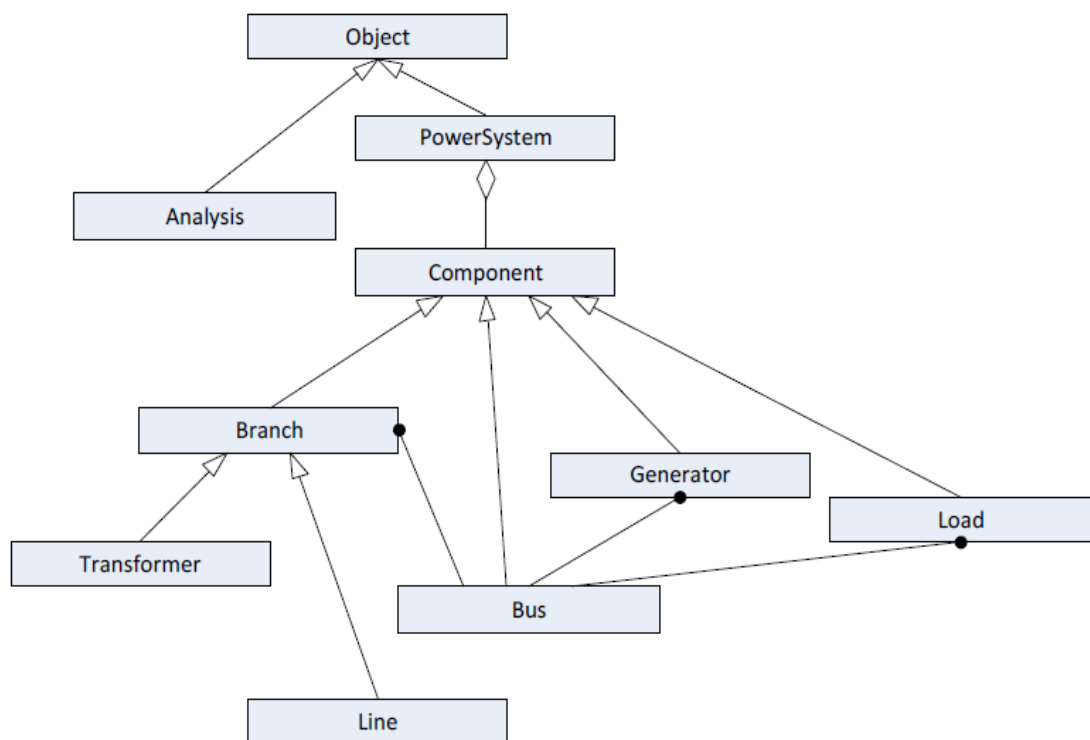 Object
PowerSystem
Analysis
Component
Branch
Generator
Load
Transformer
Bus
Line